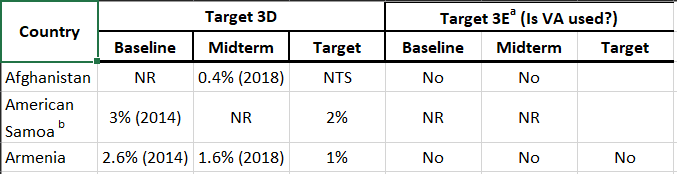 Country Target 3D Target 3Eᵃ (Is VA used?)
Baseline Midterm Target Baseline Midterm Target
Afghanistan NR 0.4% (2018) NTS No No
American
Samoa ᵇ 3% (2014) NR 2% NR NR
Armenia 2.6% (2014) 1.6% (2018) 1% No No No